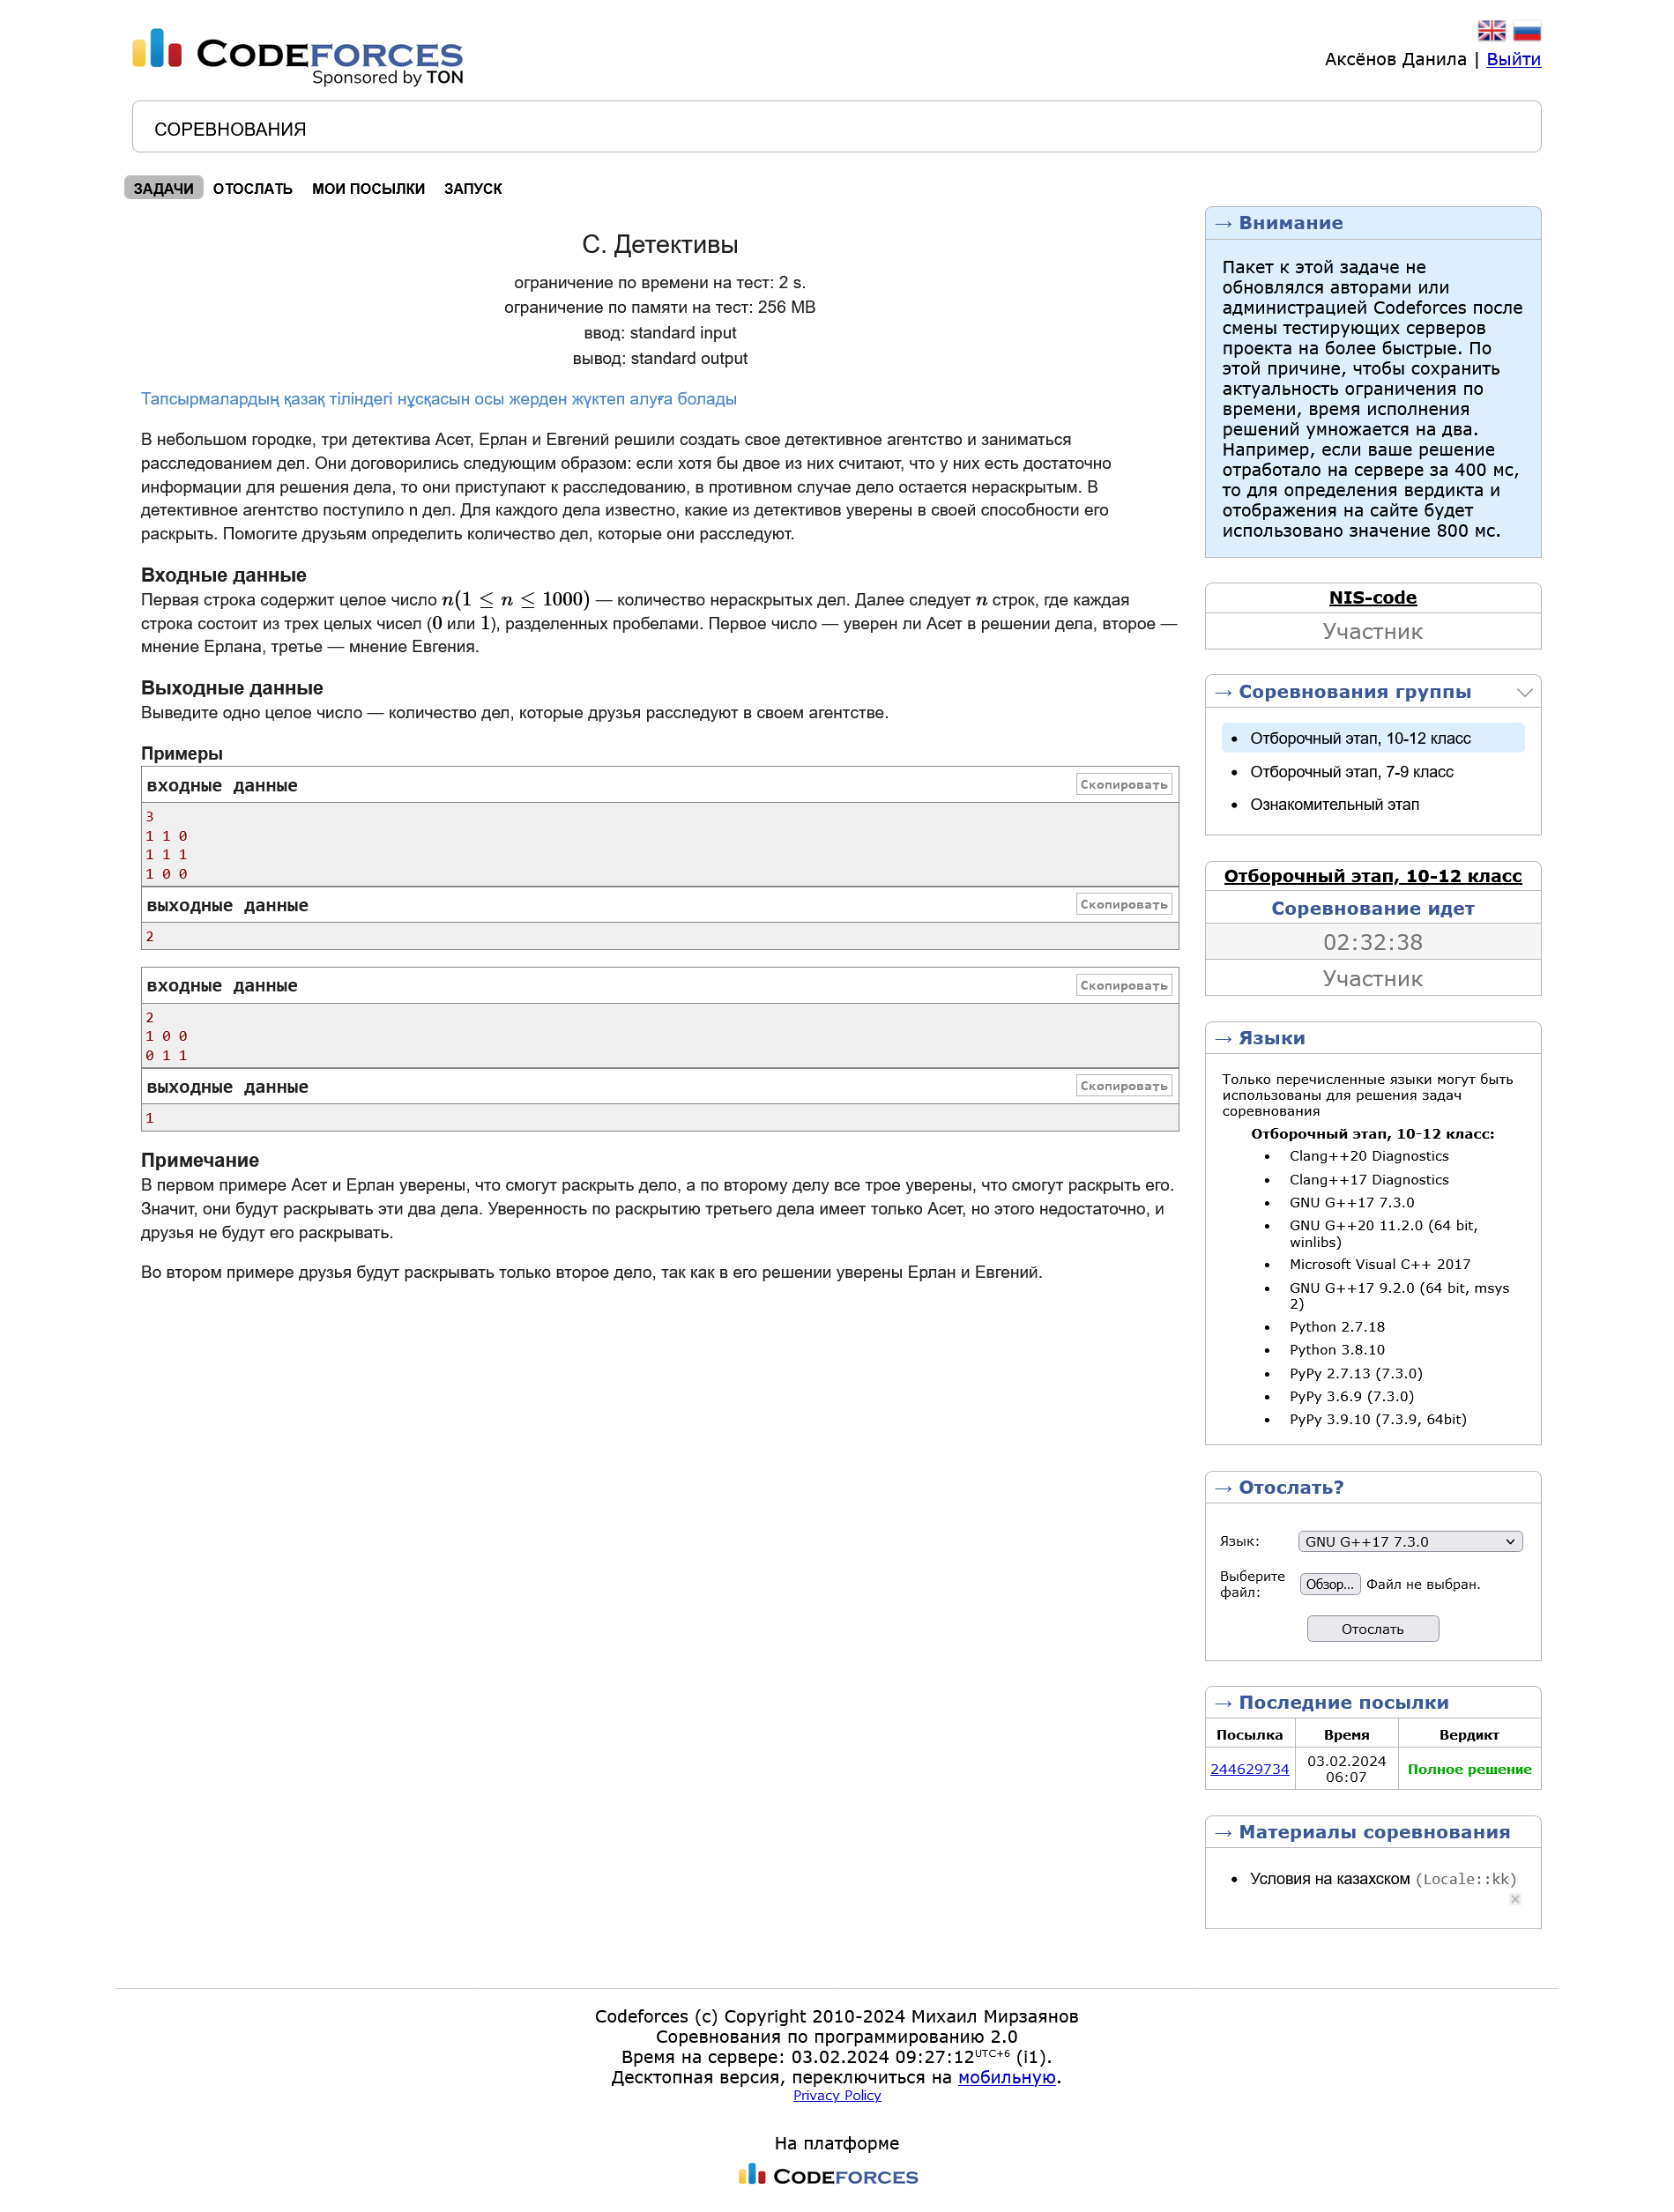 CODEFORCES
Sponsored by TON
Аксёнов Данила | Выйти
СОРЕВНОВАНИЯ
ЗАДАЧИ ОТОСЛАТЬ МОИ ПОСЫЛКИ ЗАПУСК
C. Детективы
ограничение по времени на тест: 2 s.
ограничение по памяти на тест: 256 MB
ввод: standard input
вывод: standard output
Тапсырмалардың қазақ тіліндегі нұсқасын осы жерден жүктеп алуға болады
В небольшом городке, три детектива Асет, Ерлан и Евгений решили создать свое детективное агентство и заниматься
расследованием дел. Они договорились следующим образом: если хотя бы двое из них считают, что у них есть достаточно
информации для решения дела, то они приступают к расследованию, в противном случае дело остается нераскрытым. В
детективное агентство поступило n дел. Для каждого дела известно, какие из детективов уверены в своей способности его
раскрыть. Помогите друзьям определить количество дел, которые они расследуют.
Входные данные
Первая строка содержит целое число n(1 ≤ n ≤ 1000) — количество нераскрытых дел. Далее следует n строк, где каждая
строка состоит из трех целых чисел (0 или 1), разделенных пробелами. Первое число — уверен ли Асет в решении дела, второе —
мнение Ерлана, третье — мнение Евгения.
Выходные данные
Выведите одно целое число — количество дел, которые друзья расследуют в своем агентстве.
Примеры
входные данные
Скопировать
3
1 1 0
1 1 1
1 0 0
выходные данные
Скопировать
2
входные данные
Скопировать
2
1 0 0
0 1 1
выходные данные
Скопировать
1
Примечание
В первом примере Асет и Ерлан уверены, что смогут раскрыть дело, а по второму делу все трое уверены, что смогут раскрыть его.
Значит, они будут раскрывать эти два дела. Уверенность по раскрытию третьего дела имеет только Асет, но этого недостаточно, и
друзья не будут его раскрывать.
Во втором примере друзья будут раскрывать только второе дело, так как в его решении уверены Ерлан и Евгений.
→ Внимание
Пакет к этой задаче не
обновлялся авторами или
администрацией Codeforces после
смены тестирующих серверов
проекта на более быстрые. По
этой причине, чтобы сохранить
актуальность ограничения по
времени, время исполнения
решений умножается на два.
Например, если ваше решение
отработало на сервере за 400 мс,
то для определения вердикта и
отображения на сайте будет
использовано значение 800 мс.
NIS-code
Участник
→ Соревнования группы
• Отборочный этап, 10-12 класс
• Отборочный этап, 7-9 класс
• Ознакомительный этап
Отборочный этап, 10-12 класс
Соревнование идет
02:32:38
Участник
→ Языки
Только перечисленные языки могут быть
использованы для решения задач
соревнования
Отборочный этап, 10-12 класс:
• Clang++20 Diagnostics
• Clang++17 Diagnostics
• GNU G++17 7.3.0
• GNU G++20 11.2.0 (64 bit,
winlibs)
• Microsoft Visual C++ 2017
• GNU G++17 9.2.0 (64 bit, msys
2)
• Python 2.7.18
• Python 3.8.10
• PyPy 2.7.13 (7.3.0)
• PyPy 3.6.9 (7.3.0)
• PyPy 3.9.10 (7.3.9, 64bit)
→ Отослать?
Язык: GNU G++17 7.3.0
Выберите
файл:
Обзор... Файл не выбран.
Отослать
→ Последние посылки
Посылка Время Вердикт
244629734 03.02.2024
06:07 Полное решение
→ Материалы соревнования
• Условия на казахском (Locale::kk)
Codeforces (c) Copyright 2010-2024 Михаил Мирзаянов
Соревнования по программированию 2.0
Время на сервере: 03.02.2024 09:27:12UTC+6 (i1).
Десктопная версия, переключиться на мобильную.
Privacy Policy
На платформе
CODEFORCES